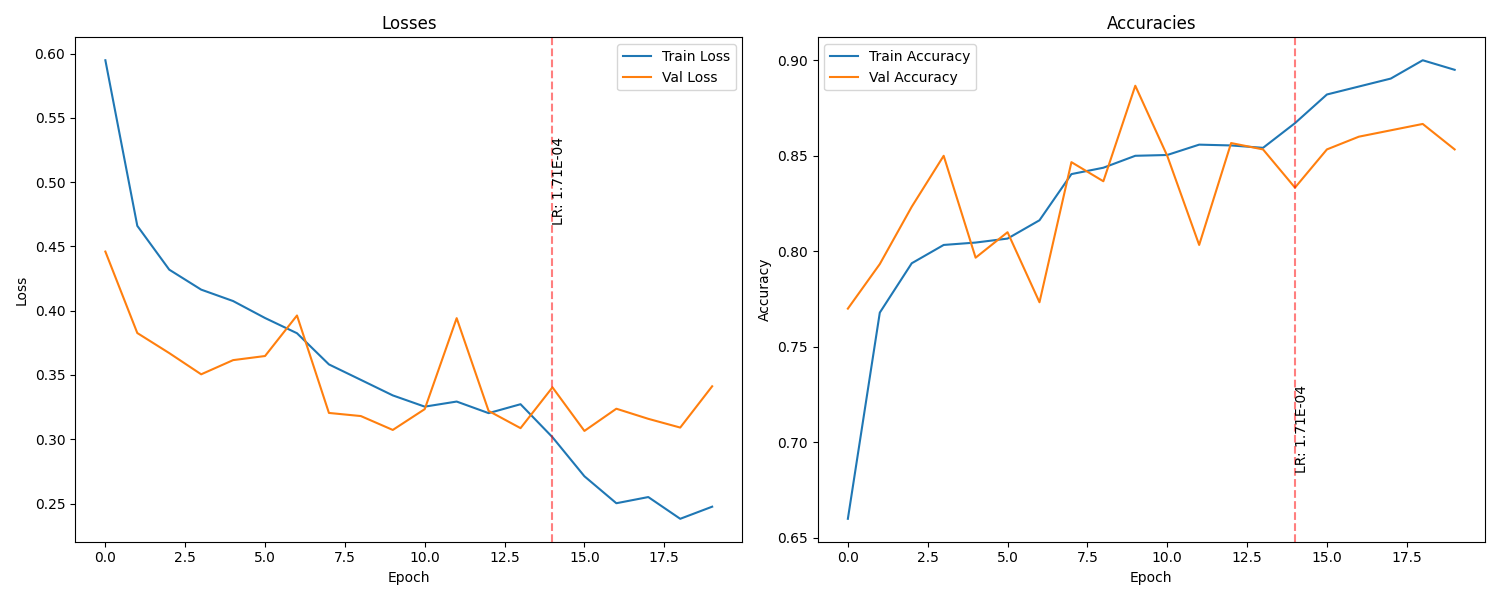 Losses
Train Loss
Val Loss
LR: 1.71E-04
Loss
0.60
0.55
0.50
0.45
0.40
0.35
0.30
0.25
0.0 2.5 5.0 7.5 10.0 12.5 15.0 17.5
Epoch
Accuracies
Train Accuracy
Val Accuracy
LR: 1.71E-04
Accuracy
0.90
0.85
0.80
0.75
0.70
0.65
0.0 2.5 5.0 7.5 10.0 12.5 15.0 17.5
Epoch